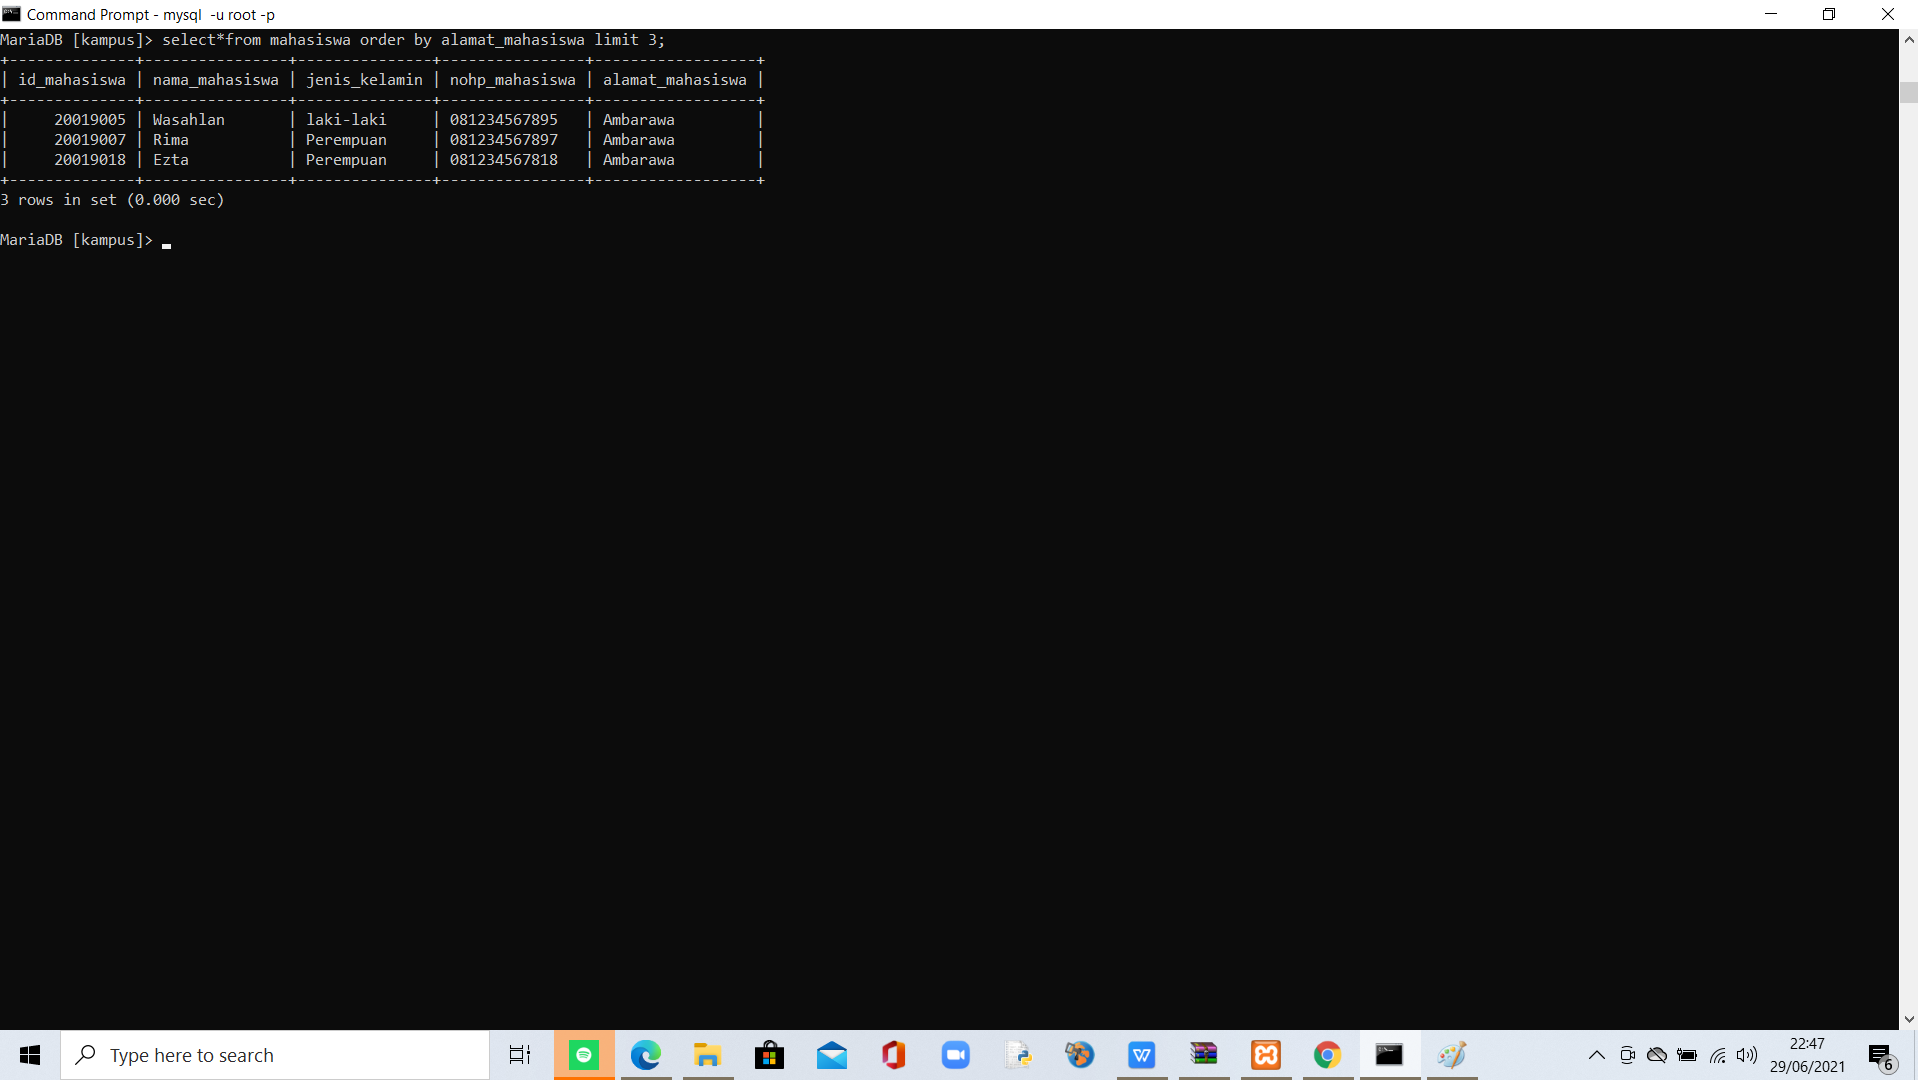 Command Prompt - mysql  -u root -p
MariaDB [kampus]> select*from mahasiswa order by alamat_mahasiswa limit 3;
+--------------+----------------+---------------+----------------+------------------+
| id_mahasiswa | nama_mahasiswa | jenis_kelamin | nohp_mahasiswa | alamat_mahasiswa |
+--------------+----------------+---------------+----------------+------------------+
|     20019005 | Wasahlan       | laki-laki     | 081234567895   | Ambarawa         |
|     20019007 | Rima           | Perempuan     | 081234567897   | Ambarawa         |
|     20019018 | Ezta           | Perempuan     | 081234567818   | Ambarawa         |
+--------------+----------------+---------------+----------------+------------------+
3 rows in set (0.000 sec)
MariaDB [kampus]> _
Type here to search
22:47
29/06/2021
6